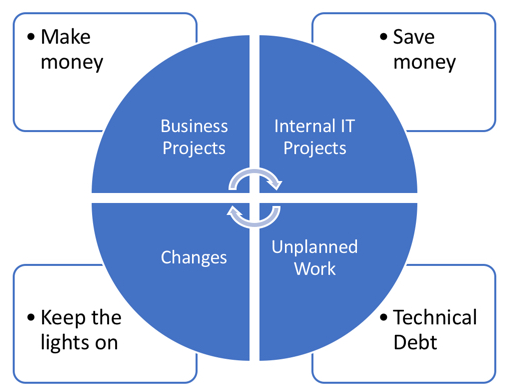 • Make
money
• Save
money
Business
Projects
Internal IT
Projects
Changes
Unplanned
Work
• Keep the
lights on
• Technical
Debt